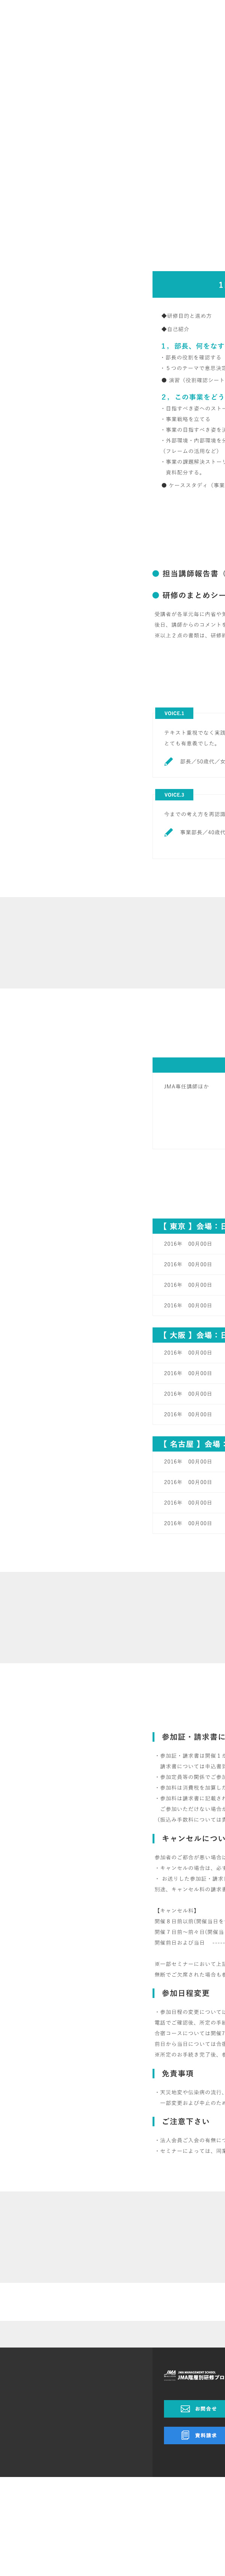 1
◆研修目的と進め方
◆自己紹介
1．部長、何をなす
・部長の役割を確認する
・５つのテーマで意思決定
● 演習（役割確認シート
2．この事業をどう
・目指すべき姿へのストー
・事業戦略を立てる
・事業の目指すべき姿を
・外部環境・内部環境を
（フレームの活用など）
・事業の課題解決ストー
資料配分する。
● ケーススタディ（事業
● 担当講師報告書（
● 研修のまとめシー
受講者が各単元毎に内省や
後日、講師からのコメントを
※以上２点の書類は、研修
VOICE.1
テキスト重視でなく実践
とても有意義でした。
部長／50歳代／女
VOICE.3
今までの考え方を再認識
事業部長／40歳代
JMA専任講師ほか
【 東京 】会場：日
2016年 00月00日
2016年 00月00日
2016年 00月00日
2016年 00月00日
【 大阪 】会場：日
2016年 00月00日
2016年 00月00日
2016年 00月00日
2016年 00月00日
【 名古屋 】会場：
2016年 00月00日
2016年 00月00日
2016年 00月00日
2016年 00月00日
参加証・請求書に
・参加証・請求書は開催１
請求書については申込書
・参加定員等の関係でご参
・参加料は消費税を加算し
・参加料は請求書に記載さ
ご参加いただけない場合
（振込み手数料については
キャンセルについ
参加者のご都合が悪い場合
・キャンセルの場合は、必
・ お送りした参加証・請求
別途、キャンセル料の請求
【キャンセル料】
開催８日前以前(開催当日を
開催７日前～前々日(開催当
開催前日および当日 -----
※一部セミナーにおいて上
無断でご欠席された場合も
参加日程変更
・参加日程の変更については
電話でご確認後、所定の手
合宿コースについては開催7
前日から当日については合
※所定のお手続き完了後、
免責事項
・天災地変や伝染病の流行、
一部変更および中止のため
ご注意下さい
・法人会員ご入会の有無につ
・セミナーによっては、同業
JMA
JMA MANAGEMENT SCHOOL
JMA階層別研修プロ
お問合せ
資料請求